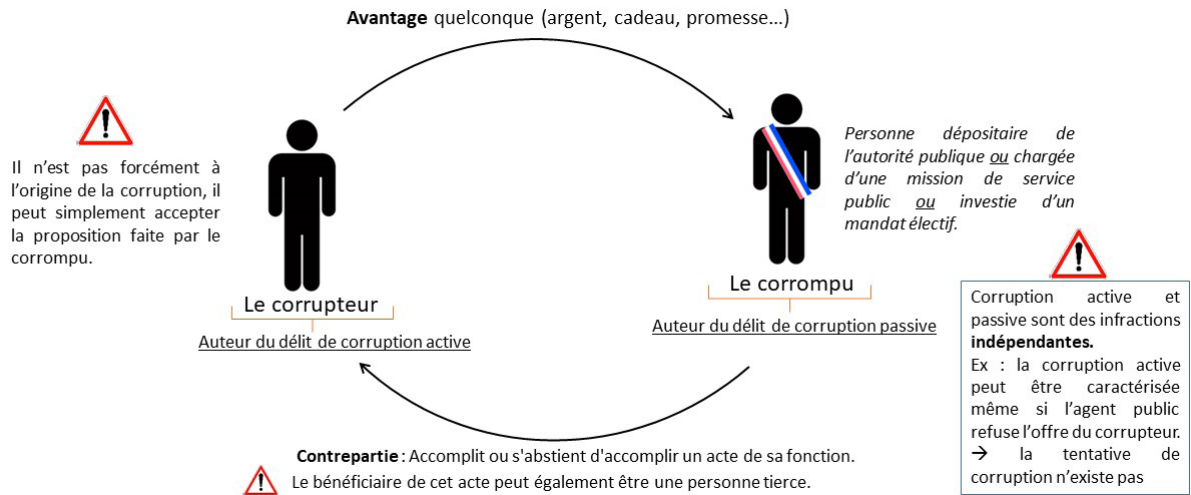 Avantage quelconque (argent, cadeau, promesse…)
Il n’est pas forcément à
l’origine de la corruption, il
peut simplement accepter
la proposition faite par le
corrompu.
Personne dépositaire de
l’autorité publique ou chargée
d’une mission de service
public ou investie d’un
mandat électif.
Le corrupteur
Auteur du délit de corruption active
Le corrompu
Auteur du délit de corruption passive
Corruption active et
passive sont des infractions
indépendantes.
Ex : la corruption active
peut être caractérisée
même si l’agent public
refuse l’offre du corrupteur.
→ la tentative de
corruption n’existe pas
Contrepartie : Accomplit ou s'abstient d'accomplir un acte de sa fonction.
Le bénéficiaire de cet acte peut également être une personne tierce.